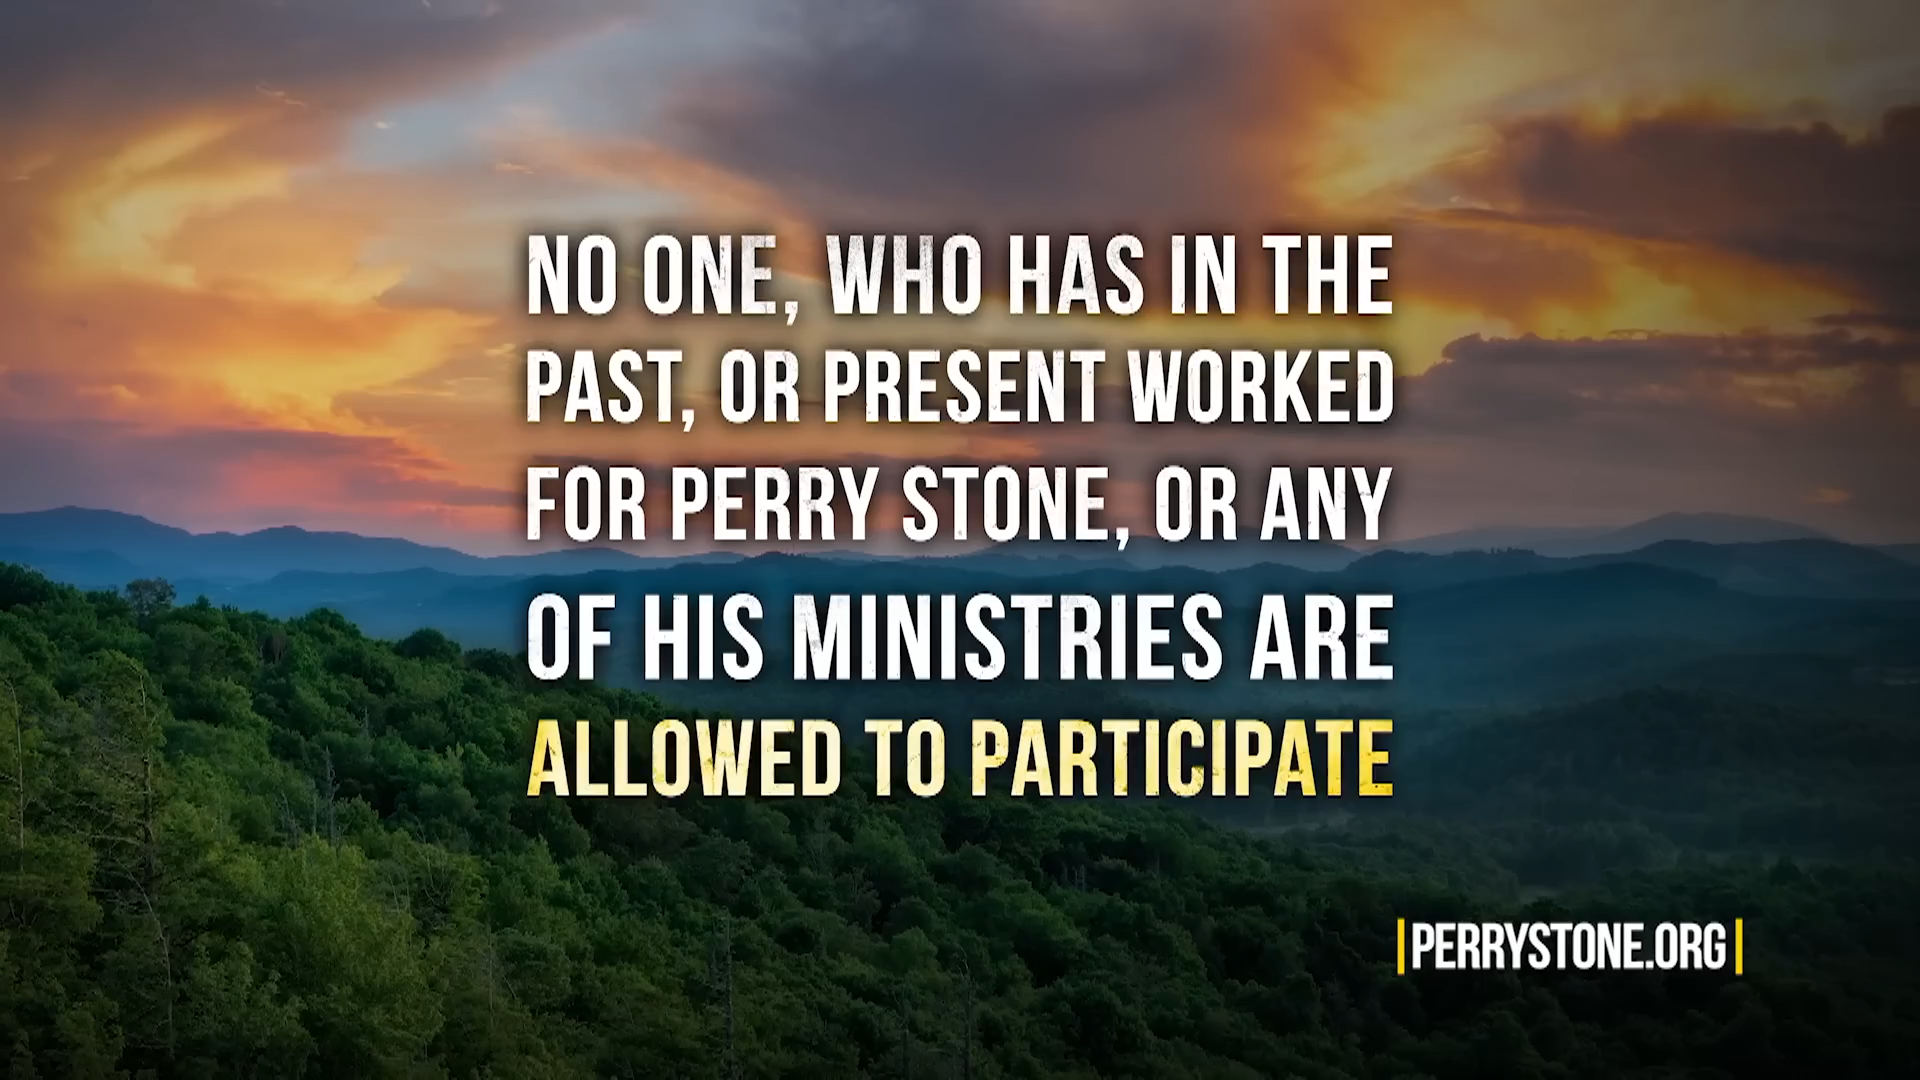 NO ONE, WHO HAS IN THE
PAST, OR PRESENT WORKED
FOR PERRY STONE, OR ANY
OF HIS MINISTRIES ARE
ALLOWED TO PARTICIPATE
|PERRYSTONE.ORG|